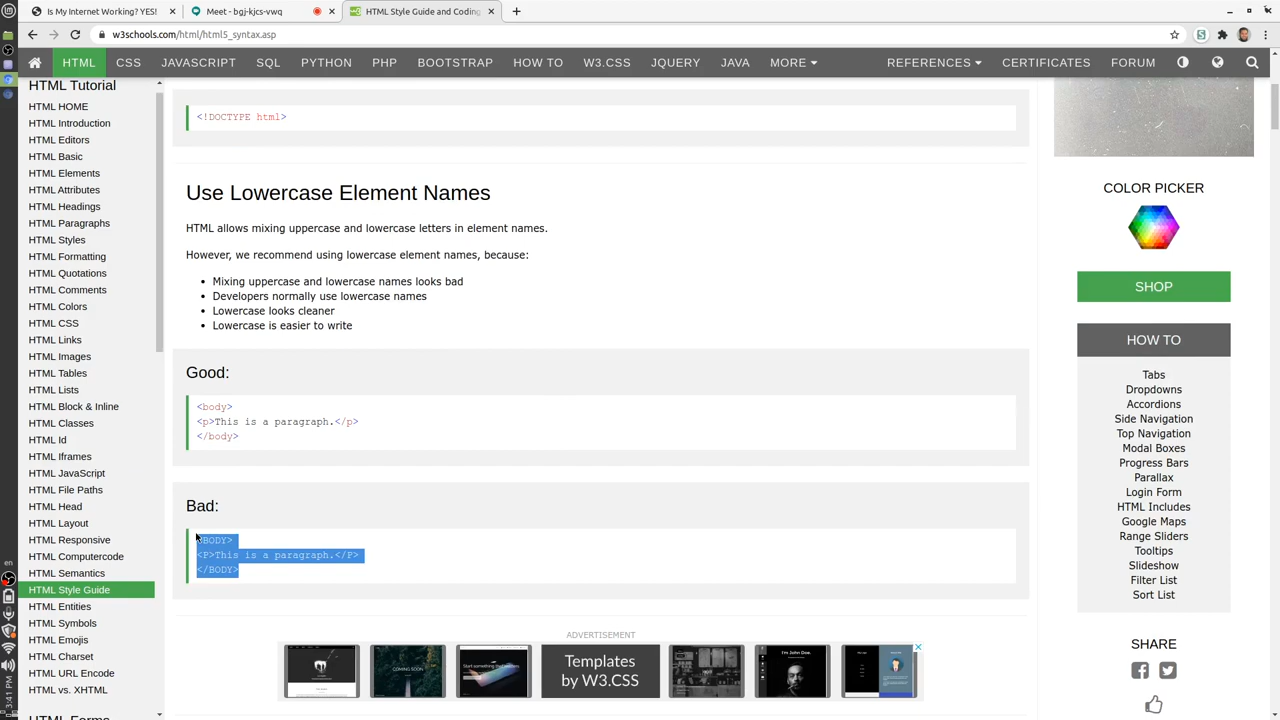 Is My Internet Working? YES!
Meet - bgj-kjcs-vwq
HTML Style Guide and Coding
w3schools.com/html/html5_syntax.asp
HTML CSS JAVASCRIPT SQL PYTHON PHP BOOTSTRAP HOW TO W3.CSS JQUERY JAVA MORE REFERENCES CERTIFICATES FORUM
HTML Tutorial
HTML HOME
HTML Introduction
HTML Editors
HTML Basic
HTML Elements
HTML Attributes
HTML Headings
HTML Paragraphs
HTML Styles
HTML Formatting
HTML Quotations
HTML Comments
HTML Colors
HTML CSS
HTML Links
HTML Images
HTML Tables
HTML Lists
HTML Block & Inline
HTML Classes
HTML Id
HTML Iframes
HTML JavaScript
HTML File Paths
HTML Head
HTML Layout
HTML Responsive
HTML Computercode
HTML Semantics
HTML Style Guide
HTML Entities
HTML Symbols
HTML Emojis
HTML Charset
HTML URL Encode
HTML vs. XHTML
HTML Forms
<!DOCTYPE html>
Use Lowercase Element Names
HTML allows mixing uppercase and lowercase letters in element names.
However, we recommend using lowercase element names, because:
Mixing uppercase and lowercase names looks bad
Developers normally use lowercase names
Lowercase looks cleaner
Lowercase is easier to write
Good:
<body>
<p>This is a paragraph.</p>
</body>
Bad:
<BODY>
<P>This is a paragraph.</P>
</BODY>
ADVERTISEMENT
COMING SOON
Templates
by W3.CSS
I'm John Doe.
COLOR PICKER
SHOP
HOW TO
Tabs
Dropdowns
Accordions
Side Navigation
Top Navigation
Modal Boxes
Progress Bars
Parallax
Login Form
HTML Includes
Google Maps
Range Sliders
Tooltips
Slideshow
Filter List
Sort List
SHARE
en
3:41 PM